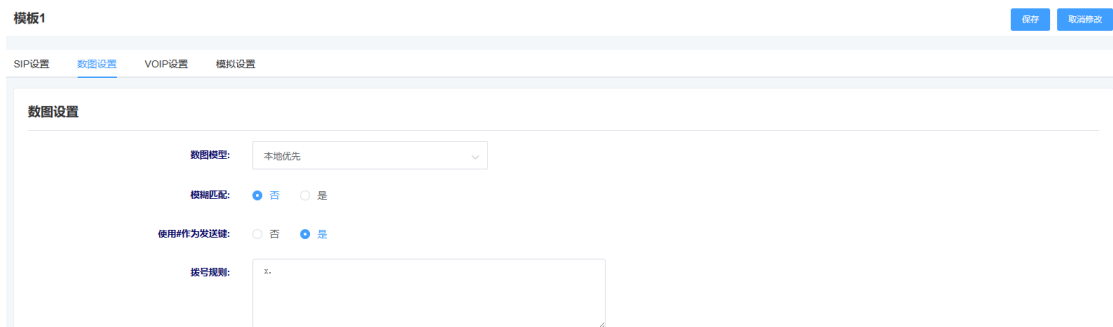 模板1
保存 取消修改
SIP设置 数图设置 VOIP设置 模拟设置
数图设置
数图模型: 本地优先
模糊匹配: 否 是
使用#作为发送键: 否 是
拨号规则: x.